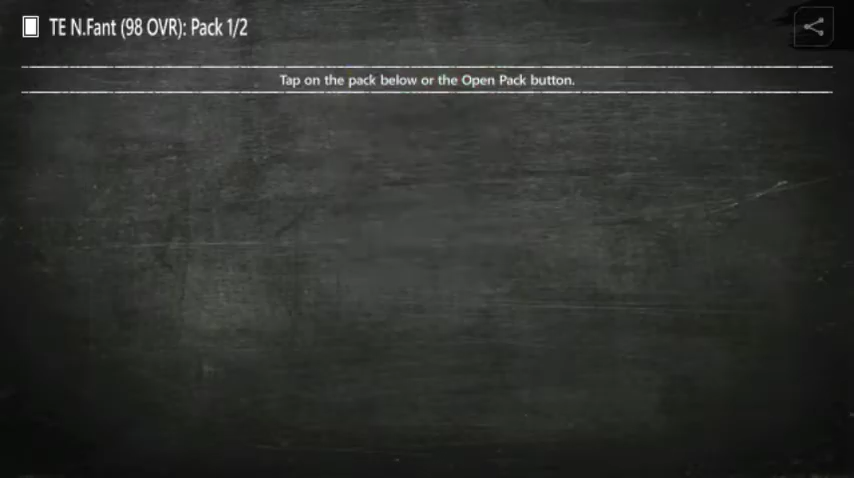 TE N.Fant (98 OVR): Pack 1/2
Tap on the pack below or the Open Pack button.